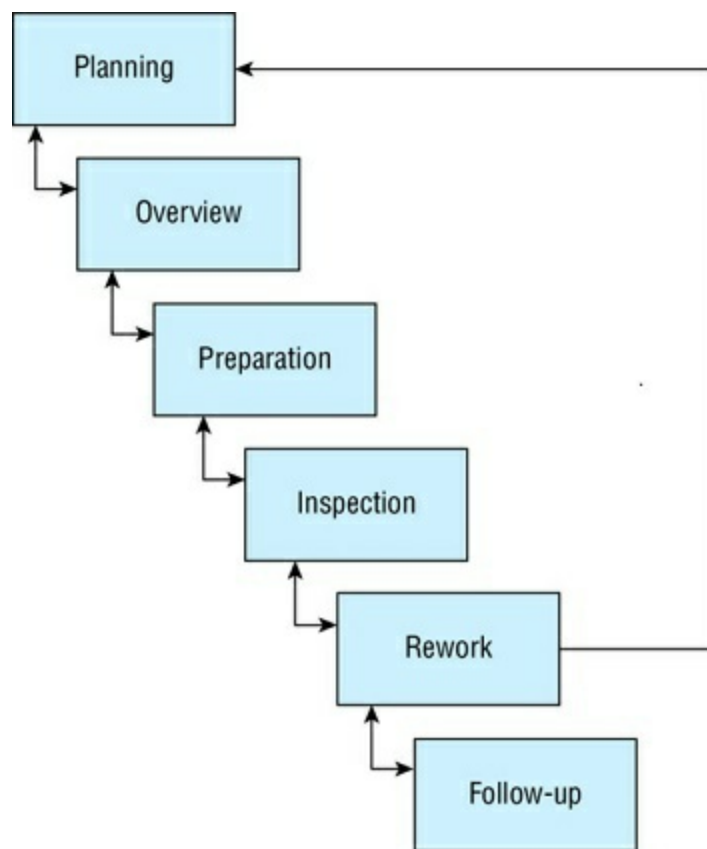 Planning
Overview
Preparation
Inspection
Rework
Follow-up